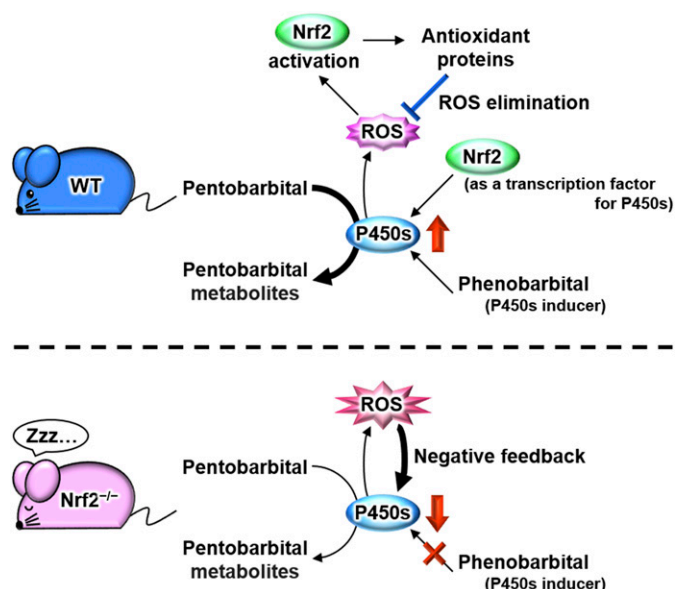 Nrf2
activation
Antioxidant
proteins
ROS elimination
ROS
Nrf2
(as a transcription factor
for P450s)
WT
Pentobarbital
P450s
Pentobarbital
metabolites
Phenobarbital
(P450s inducer)
ROS
Zzz...
Negative feedback
Nrf2–/–
Pentobarbital
P450s
Pentobarbital
metabolites
Phenobarbital
(P450s inducer)